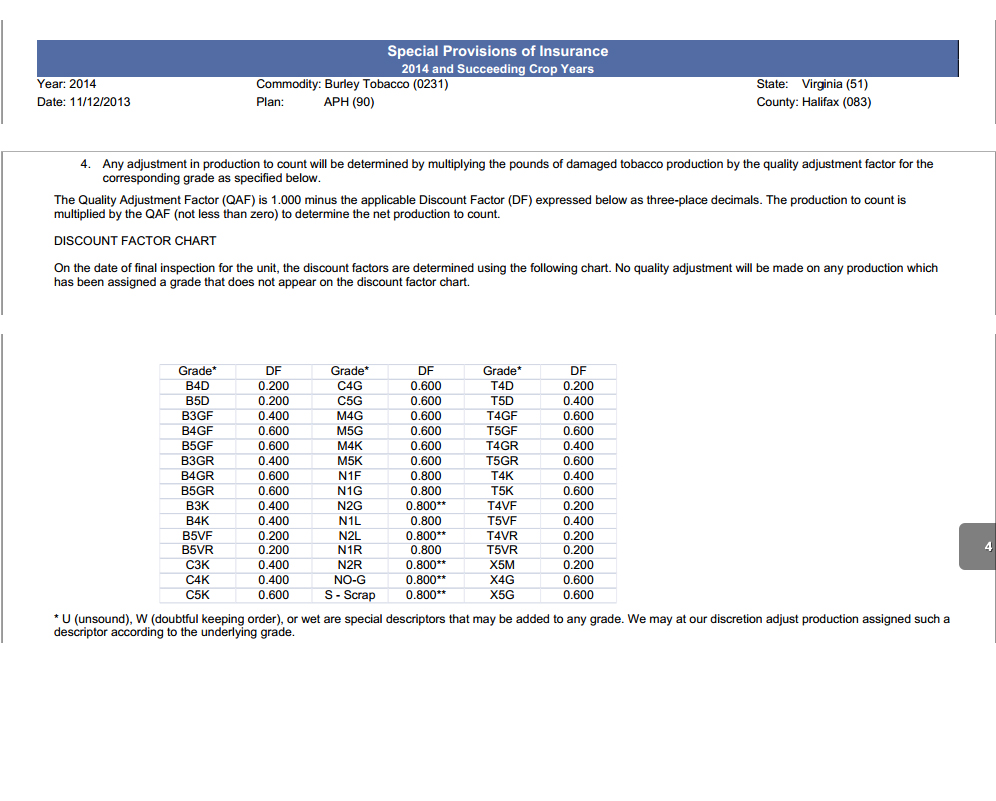 Special Provisions of Insurance
2014 and Succeeding Crop Years
Year: 2014 Commodity: Burley Tobacco (0231) State: Virginia (51)
Date: 11/12/2013 Plan: APH (90) County: Halifax (083)
4. Any adjustment in production to count will be determined by multiplying the pounds of damaged tobacco production by the quality adjustment factor for the
corresponding grade as specified below.
The Quality Adjustment Factor (QAF) is 1.000 minus the applicable Discount Factor (DF) expressed below as three-place decimals. The production to count is
multiplied by the QAF (not less than zero) to determine the net production to count.
DISCOUNT FACTOR CHART
On the date of final inspection for the unit, the discount factors are determined using the following chart. No quality adjustment will be made on any production which
has been assigned a grade that does not appear on the discount factor chart.
Grade* DF Grade* DF Grade* DF
B4D 0.200 C4G 0.600 T4D 0.200
B5D 0.200 C5G 0.600 T5D 0.400
B3GF 0.400 M4G 0.600 T4GF 0.600
B4GF 0.600 M5G 0.600 T5GF 0.600
B5GF 0.600 M4K 0.600 T4GR 0.400
B3GR 0.400 M5K 0.600 T5GR 0.600
B4GR 0.600 N1F 0.800 T4K 0.400
B5GR 0.600 N1G 0.800 T5K 0.600
B3K 0.400 N2G 0.800** T4VF 0.200
B4K 0.400 N1L 0.800 T5VF 0.400
B5VF 0.200 N2L 0.800** T4VR 0.200
B5VR 0.200 N1R 0.800 T5VR 0.200
C3K 0.400 N2R 0.800** X5M 0.200
C4K 0.400 NO-G 0.800** X4G 0.600
C5K 0.600 S - Scrap 0.800** X5G 0.600
4
* U (unsound), W (doubtful keeping order), or wet are special descriptors that may be added to any grade. We may at our discretion adjust production assigned such a
descriptor according to the underlying grade.